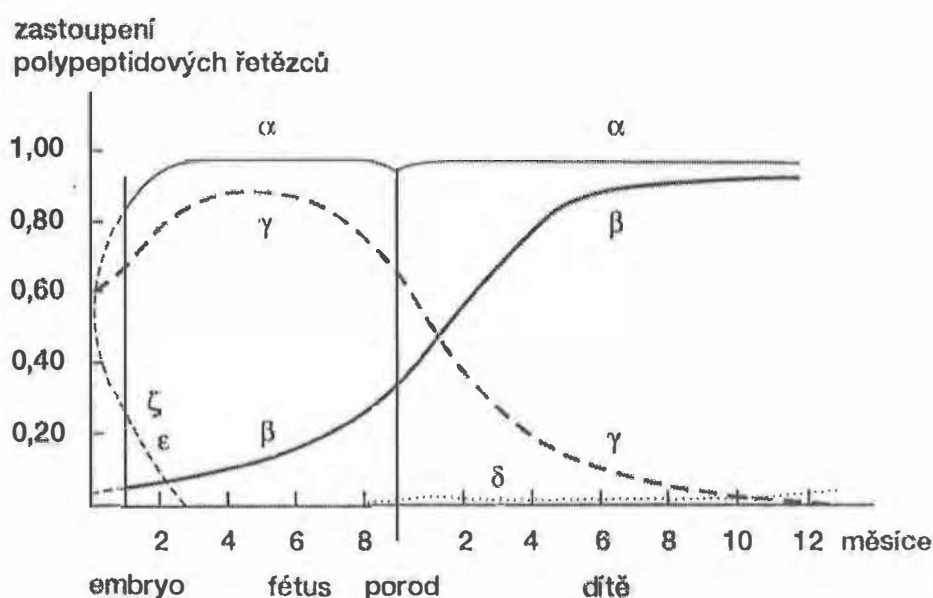 zastoupení
polypeptidových řetězců
α α
1,00
γ
0,80
β
0,60
0,40
ζ
ε
0,20
β
γ
δ
2 4 6 8 2 4 6 8 10 12 měsíce
embryo fétus porod dítě